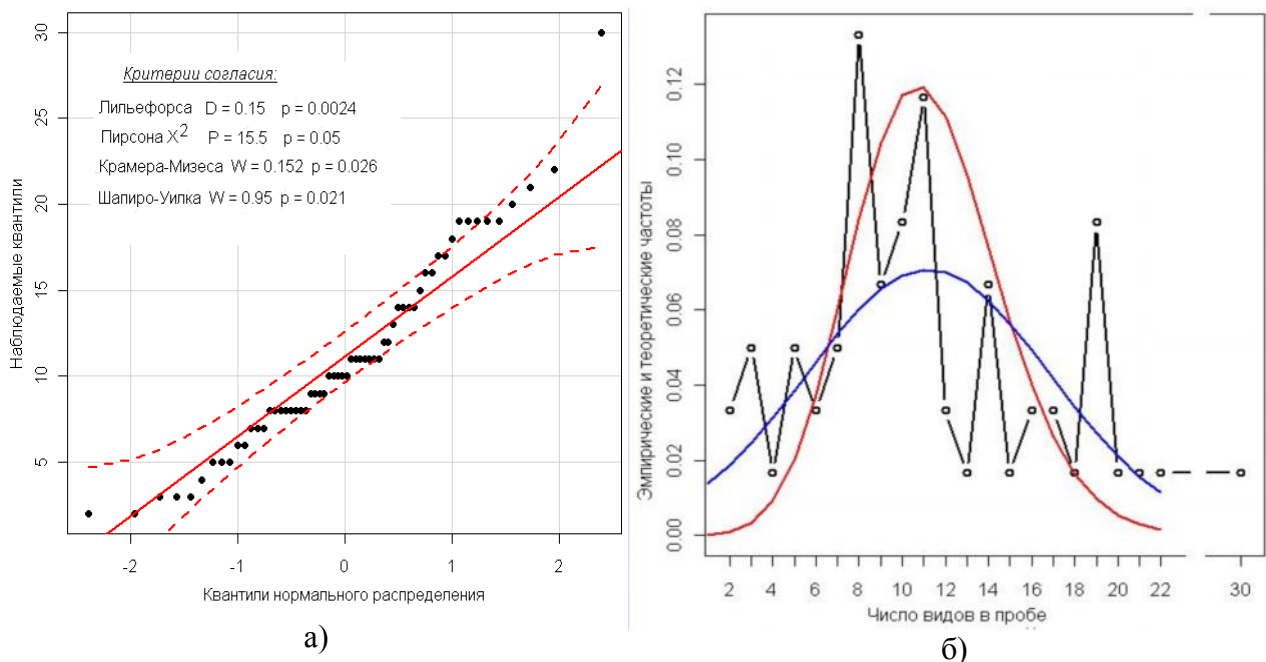 Критерии согласия:
Лильефорса D = 0.15 p = 0.0024
Пирсона X2 P = 15.5 p = 0.05
Крамера-Мизеса W = 0.152 p = 0.026
Шапиро-Уилка W = 0.95 p = 0.021
Наблюдаемые квантили
30
25
20
15
10
5
-2 -1 0 1 2
Квантили нормального распределения
а)
Эмпирические и теоретические частоты
0.12
0.10
0.08
0.06
0.04
0.02
0.00
2 4 6 8 10 12 14 16 18 20 22 30
Число видов в пробе
б)